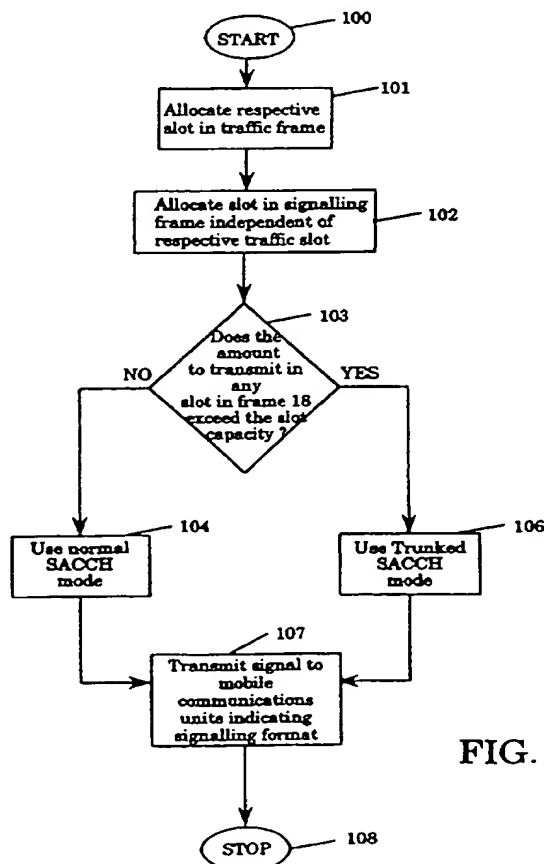 100
START
101
Allocate respective
slot in traffic frame
Allocate slot in signalling
frame independent of
respective traffic slot
102
103
Does the
amount
to transmit in
any
slot in frame 18
exceed the slot
capacity ?
NO
YES
104
Use normal
SACCH
mode
106
Use Trunked
SACCH
mode
107
Transmit signal to
mobile
communications
units indicating
signalling format
FIG.
STOP
108